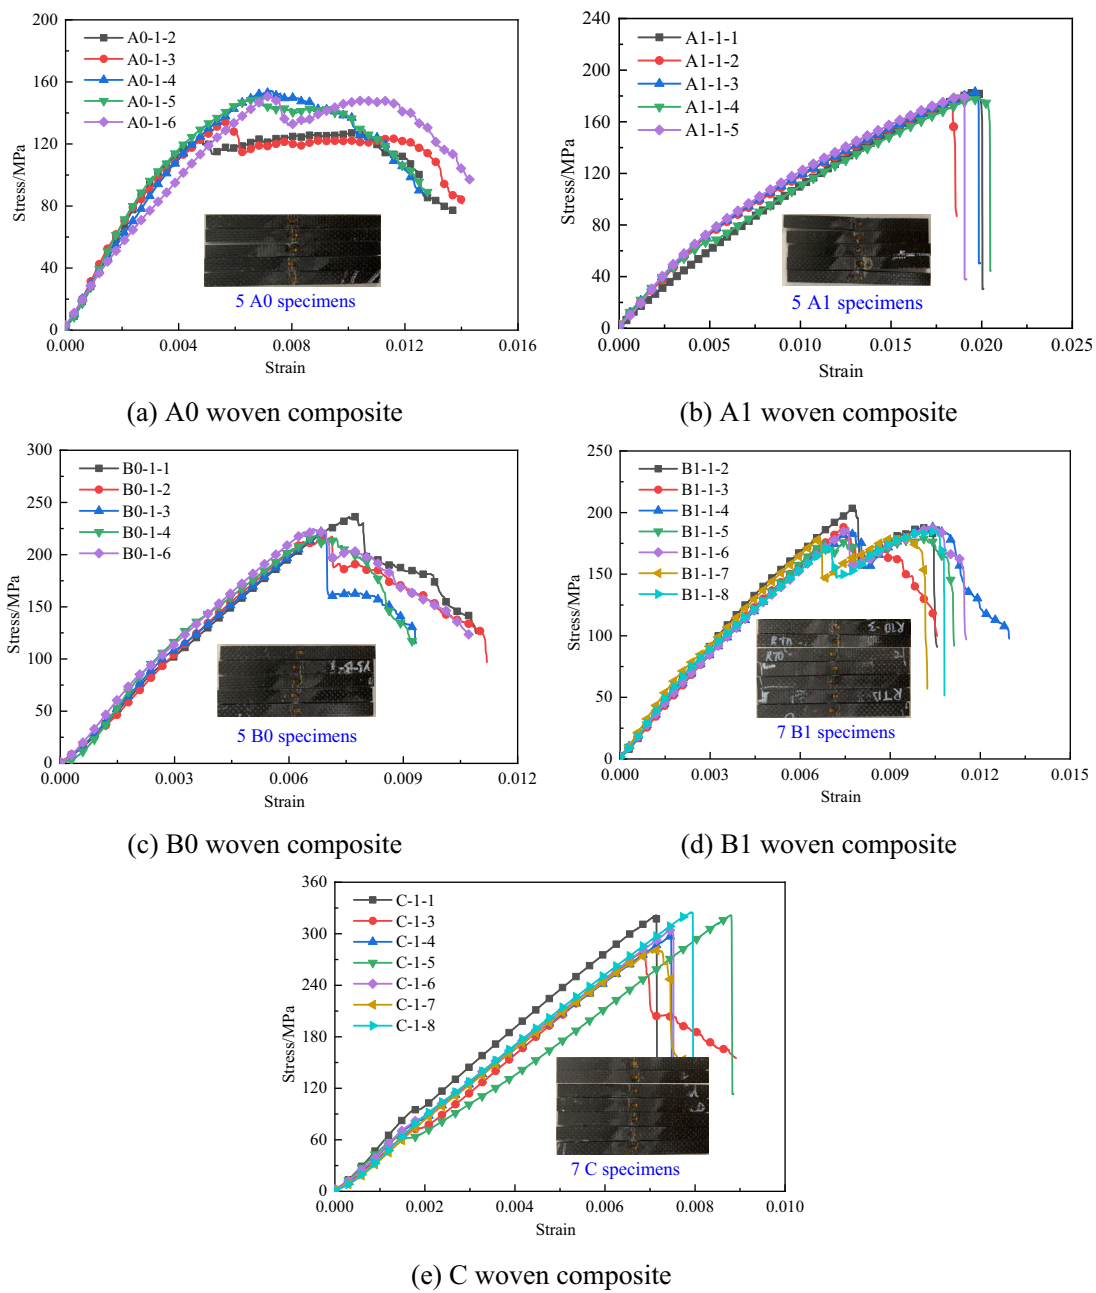 200
160
120
80
40
0
Stress/MPa
A0-1-2
A0-1-3
A0-1-4
A0-1-5
A0-1-6
5 A0 specimens
0.000
0.004
0.008
0.012
0.016
Strain
(a) A0 woven composite
240
200
160
120
80
40
0
Stress/MPa
A1-1-1
A1-1-2
A1-1-3
A1-1-4
A1-1-5
5 A1 specimens
0.000
0.005
0.010
0.015
0.020
0.025
Strain
(b) A1 woven composite
300
250
200
150
100
50
0
Stress/MPa
B0-1-1
B0-1-2
B0-1-3
B0-1-4
B0-1-6
5 B0 specimens
0.000
0.003
0.006
0.009
0.012
Strain
(c) B0 woven composite
250
200
150
100
50
0
Stress/MPa
B1-1-2
B1-1-3
B1-1-4
B1-1-5
B1-1-6
B1-1-7
B1-1-8
RTD-3
RTD
RTD
RTD
7 B1 specimens
0.000
0.003
0.006
0.009
0.012
0.015
Strain
(d) B1 woven composite
360
300
240
180
120
60
0
Stress/MPa
C-1-1
C-1-3
C-1-4
C-1-5
C-1-6
C-1-7
C-1-8
7 C specimens
0.000
0.002
0.004
0.006
0.008
0.010
Strain
(e) C woven composite